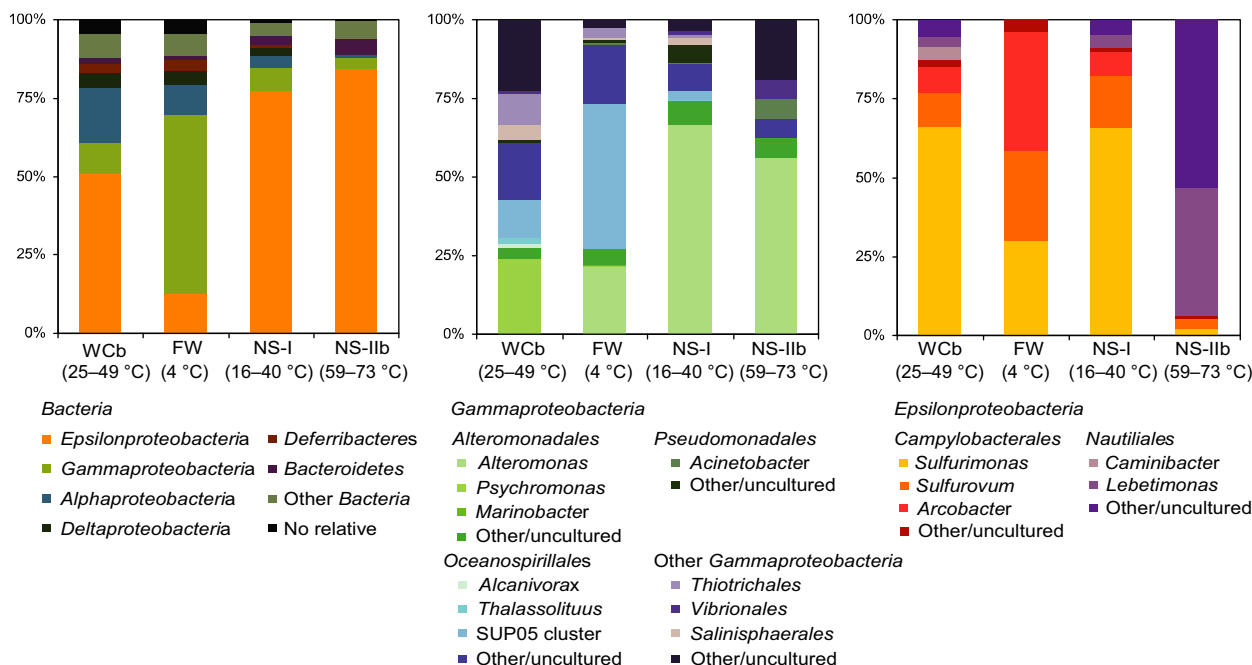 100%
75%
50%
25%
0%
WCb FW NS-I NS-IIb
(25–49 °C) (4 °C) (16–40 °C) (59–73 °C)
Bacteria
Epsilonproteobacteria
Gammaproteobacteria
Alphaproteobacteria
Deltaproteobacteria
Deferribacteres
Bacteroidetes
Other Bacteria
No relative
100%
75%
50%
25%
0%
WCb FW NS-I NS-IIb
(25–49 °C) (4 °C) (16–40 °C) (59–73 °C)
Gammaproteobacteria
Alteromonadales
Alteromonas
Psychromonas
Marinobacter
Other/uncultured
Pseudomonadales
Acinetobacter
Other/uncultured
Oceanospirillales
Alcanivorax
Thalassolituus
SUP05 cluster
Other/uncultured
Other Gammaproteobacteria
Thiotrichales
Vibrionales
Salinisphaerales
Other/uncultured
100%
75%
50%
25%
0%
WCb FW NS-I NS-IIb
(25–49 °C) (4 °C) (16–40 °C) (59–73 °C)
Epsilonproteobacteria
Campylobacterales
Sulfurimonas
Sulfurovum
Arcobacter
Other/uncultured
Nautiliales
Caminibacter
Lebetimonas
Other/uncultured